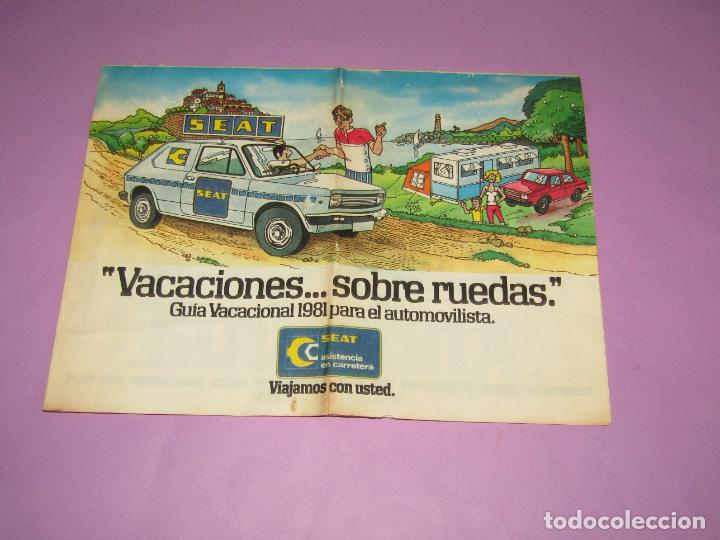 SEAT
SEAT
"Vacaciones... sobre ruedas."
Guía Vacacional 1981 para el automovilista.
SEAT
asistencia
en carretera
Viajamos con usted.
todocoleccion.net